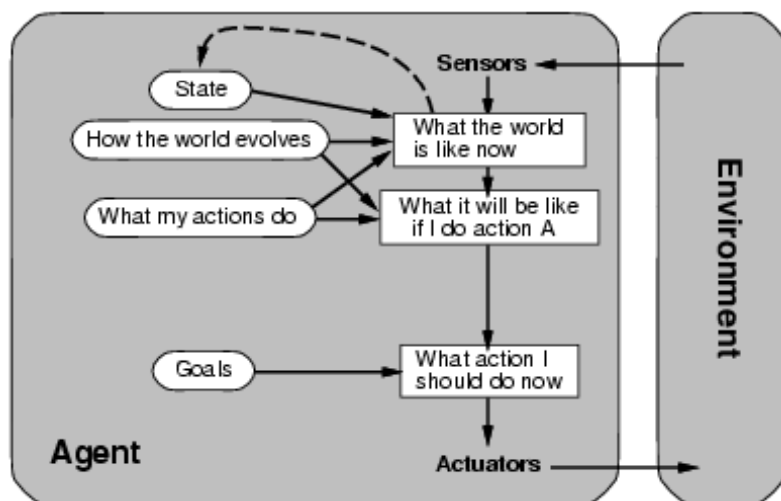 Sensors
State
What the world
is like now
How the world evolves
What it will be like
if I do action A
What my actions do
Goals
What action I
should do now
Agent
Actuators
Environment